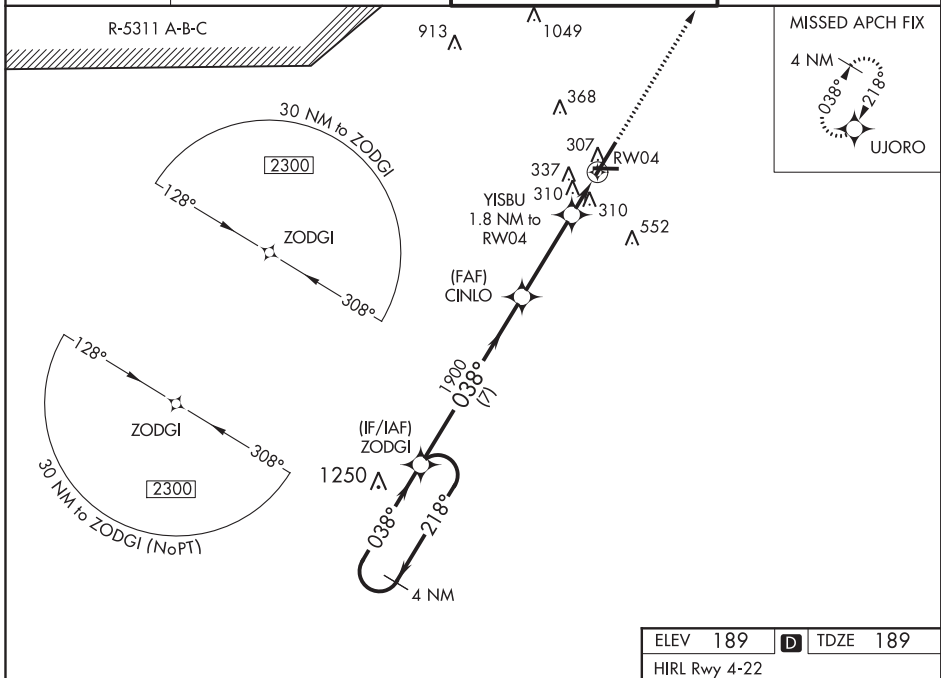 R-5311 A-B-C
913
1049
MISSED APCH FIX
4 NM
038°
218°
UJORO
368
30 NM to ZODGI
2300
128°
ZODGI
308°
307
RW04
337
310
310
YISBU
1.8 NM to
RW04
552
(FAF)
CINLO
128°
ZODGI
308°
2300
30 NM to ZODGI (NoPT)
1900
038°
(7)
(IF/IAF)
ZODGI
1250
038°
218°
4 NM
ELEV 189 D TDZE 189
HIRL Rwy 4-22